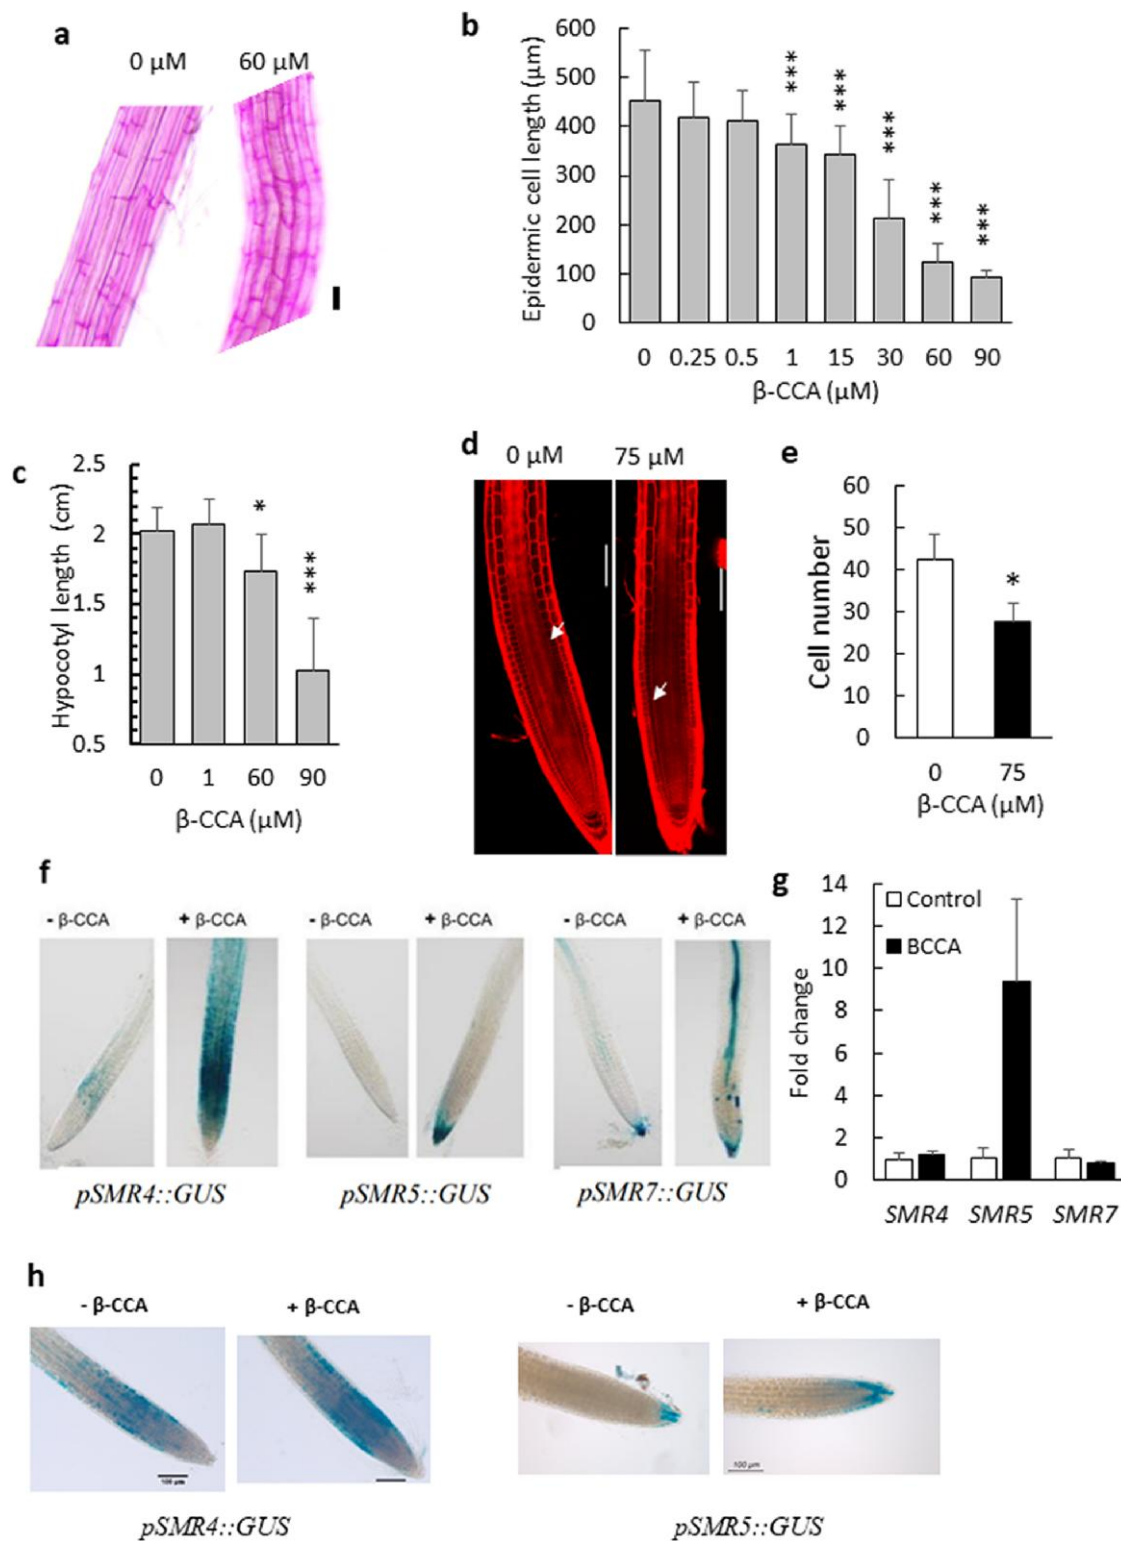 a
0 μM 60 μM
b
Epidermic cell length (μm)
600
500
400
300
200
100
0
*** *** *** *** ***
0 0.25 0.5 1 15 30 60 90
β-CCA (μM)
c
Hypocotyl length (cm)
2.5
2
1.5
1
0.5
* ***
0 1 60 90
β-CCA (μM)
d
0 μM 75 μM
e
Cell number
60
50
40
30
20
10
0
*
0 75
β-CCA (μM)
f
- β-CCA + β-CCA - β-CCA + β-CCA - β-CCA + β-CCA
pSMR4::GUS pSMR5::GUS pSMR7::GUS
g
Fold change
14
12
10
8
6
4
2
0
Control
BCCA
SMR4 SMR5 SMR7
h
- β-CCA + β-CCA - β-CCA + β-CCA
100 μm
100 μm
pSMR4::GUS pSMR5::GUS